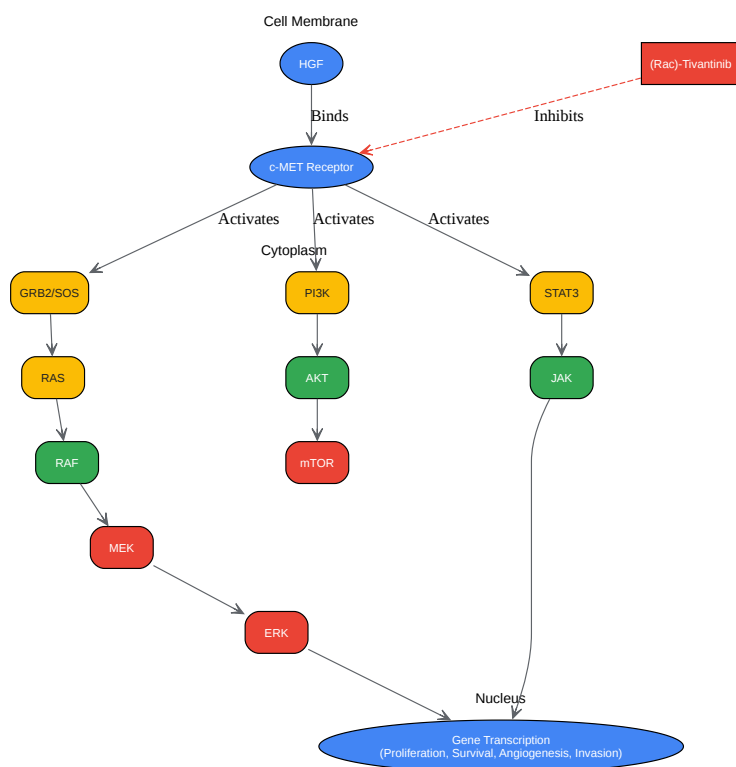 Cell Membrane
HGF
(Rac)-Tivantinib
Binds
Inhibits
c-MET Receptor
Activates
Activates
Activates
Cytoplasm
GRB2/SOS
PI3K
STAT3
RAS
AKT
JAK
RAF
mTOR
MEK
ERK
Nucleus
Gene Transcription
(Proliferation, Survival, Angiogenesis, Invasion)